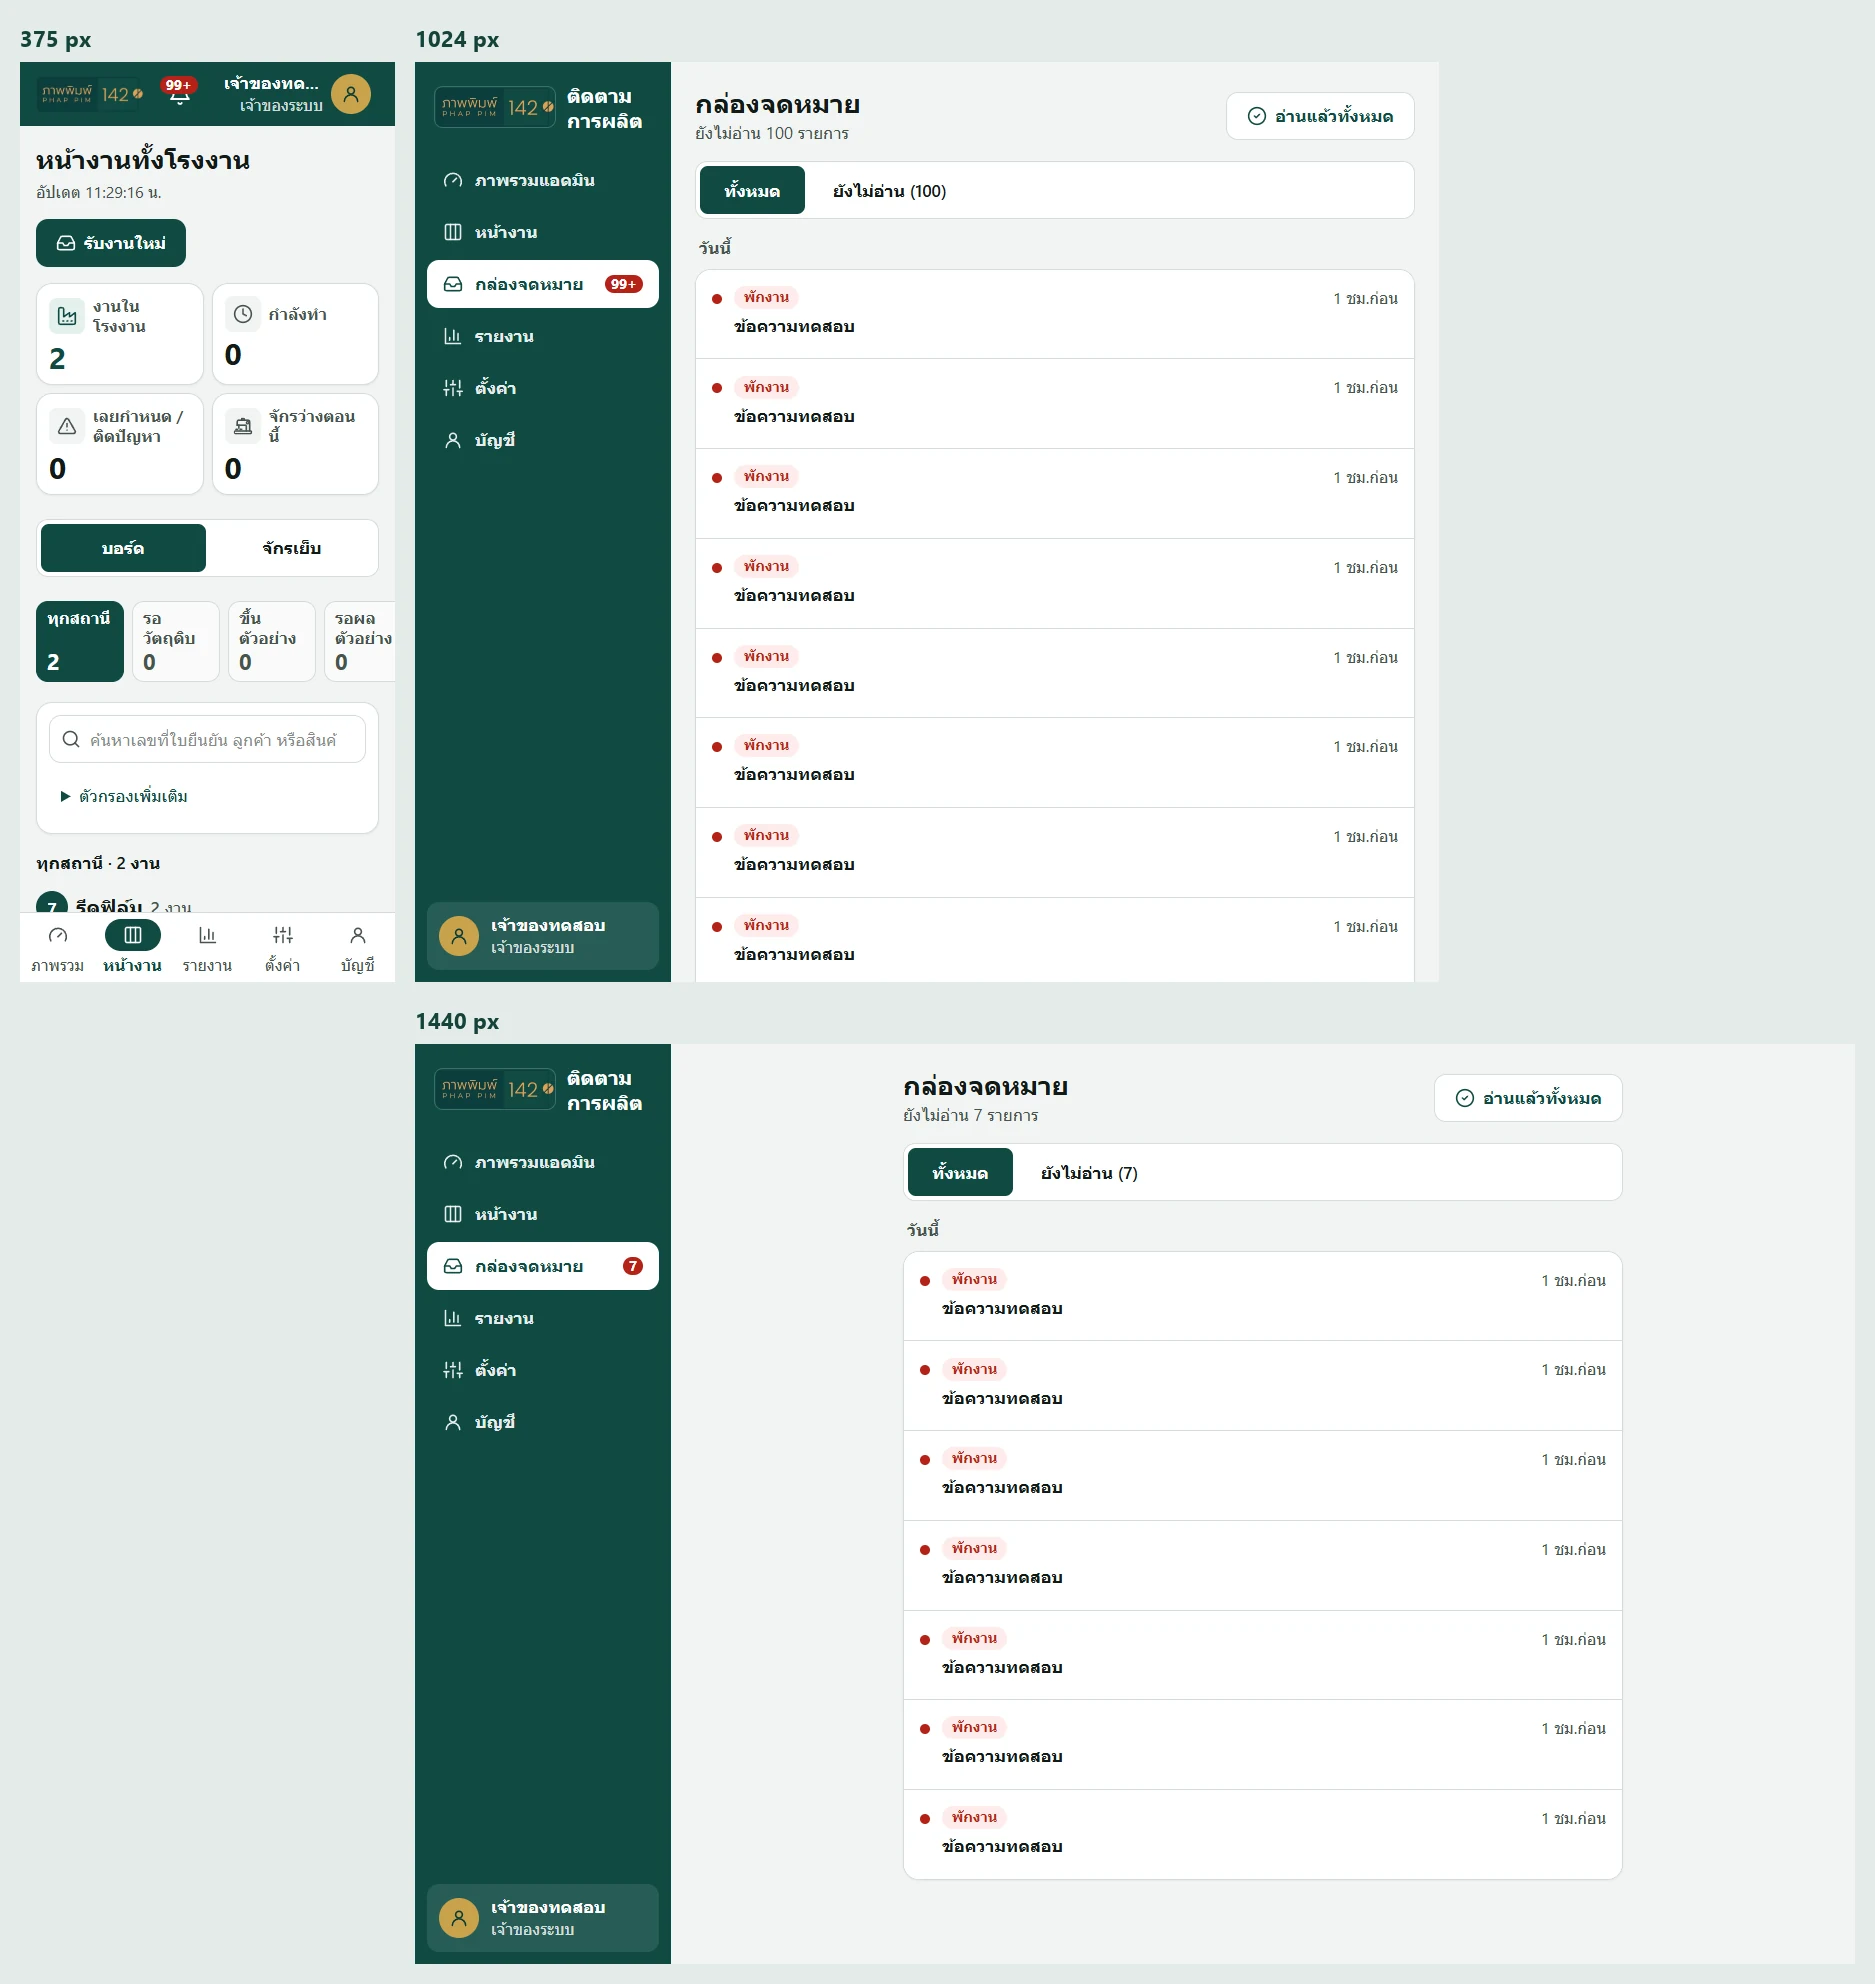 375 px
ภาพพิมพ์
PHAP PIM
142
99+
เจ้าของทด...
เจ้าของระบบ
หน้างานทั้งโรงงาน
อัปเดต 11:29:16 น.
รับงานใหม่
งานใน
โรงงาน
2
กำลังทำ
0
เลยกำหนด /
ติดปัญหา
0
จักรว่างตอน
นี้
0
บอร์ด
จักรเย็บ
ทุกสถานี
2
รอ
วัตถุดิบ
0
ขึ้น
ตัวอย่าง
0
รอผล
ตัวอย่าง
0
ค้นหาเลขที่ใบยืนยัน ลูกค้า หรือสินค้
ตัวกรองเพิ่มเติม
ทุกสถานี · 2 งาน
7 รีดฟิล์ม 2 งาน
ภาพรวม
หน้างาน
รายงาน
ตั้งค่า
บัญชี
1024 px
ภาพพิมพ์
PHAP PIM
142
ติดตาม
การผลิต
ภาพรวมแอดมิน
หน้างาน
กล่องจดหมาย 99+
รายงาน
ตั้งค่า
บัญชี
เจ้าของทดสอบ
เจ้าของระบบ
กล่องจดหมาย
ยังไม่อ่าน 100 รายการ
อ่านแล้วทั้งหมด
ทั้งหมด
ยังไม่อ่าน (100)
วันนี้
พักงาน 1 ชม.ก่อน
ข้อความทดสอบ
พักงาน 1 ชม.ก่อน
ข้อความทดสอบ
พักงาน 1 ชม.ก่อน
ข้อความทดสอบ
พักงาน 1 ชม.ก่อน
ข้อความทดสอบ
พักงาน 1 ชม.ก่อน
ข้อความทดสอบ
พักงาน 1 ชม.ก่อน
ข้อความทดสอบ
พักงาน 1 ชม.ก่อน
ข้อความทดสอบ
พักงาน 1 ชม.ก่อน
ข้อความทดสอบ
1440 px
ภาพพิมพ์
PHAP PIM
142
ติดตาม
การผลิต
ภาพรวมแอดมิน
หน้างาน
กล่องจดหมาย 7
รายงาน
ตั้งค่า
บัญชี
เจ้าของทดสอบ
เจ้าของระบบ
กล่องจดหมาย
ยังไม่อ่าน 7 รายการ
อ่านแล้วทั้งหมด
ทั้งหมด
ยังไม่อ่าน (7)
วันนี้
พักงาน 1 ชม.ก่อน
ข้อความทดสอบ
พักงาน 1 ชม.ก่อน
ข้อความทดสอบ
พักงาน 1 ชม.ก่อน
ข้อความทดสอบ
พักงาน 1 ชม.ก่อน
ข้อความทดสอบ
พักงาน 1 ชม.ก่อน
ข้อความทดสอบ
พักงาน 1 ชม.ก่อน
ข้อความทดสอบ
พักงาน 1 ชม.ก่อน
ข้อความทดสอบ